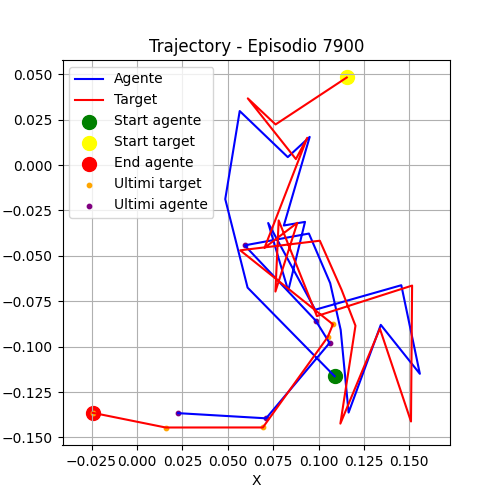 Trajectory - Episodio 7900
0.050
0.025
0.000
−0.025
−0.050
−0.075
−0.100
−0.125
−0.150
Agente
Target
Start agente
Start target
End agente
Ultimi target
Ultimi agente
−0.025 0.000 0.025 0.050 0.075 0.100 0.125 0.150
X